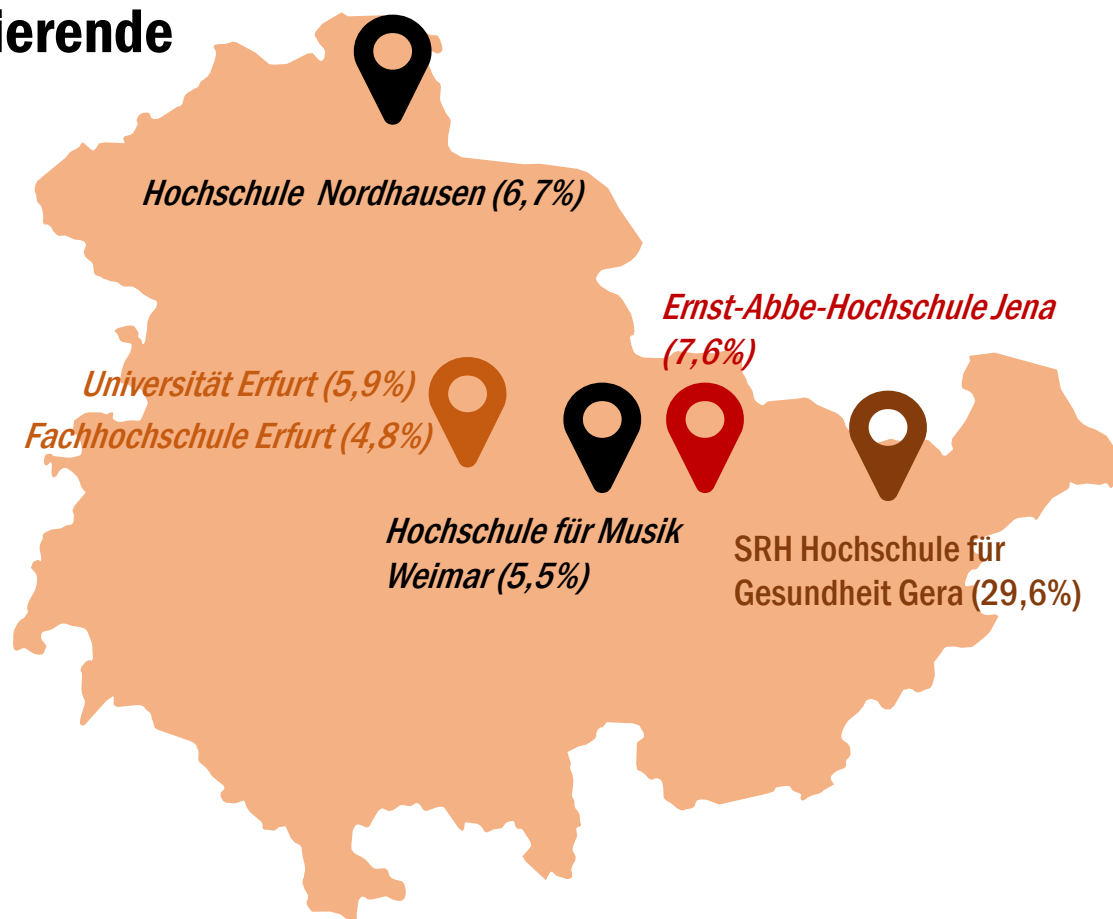 ierende
Hochschule Nordhausen (6,7%)
Ernst-Abbe-Hochschule Jena
(7,6%)
Universität Erfurt (5,9%)
Fachhochschule Erfurt (4,8%)
Hochschule für Musik
Weimar (5,5%)
SRH Hochschule für
Gesundheit Gera (29,6%)